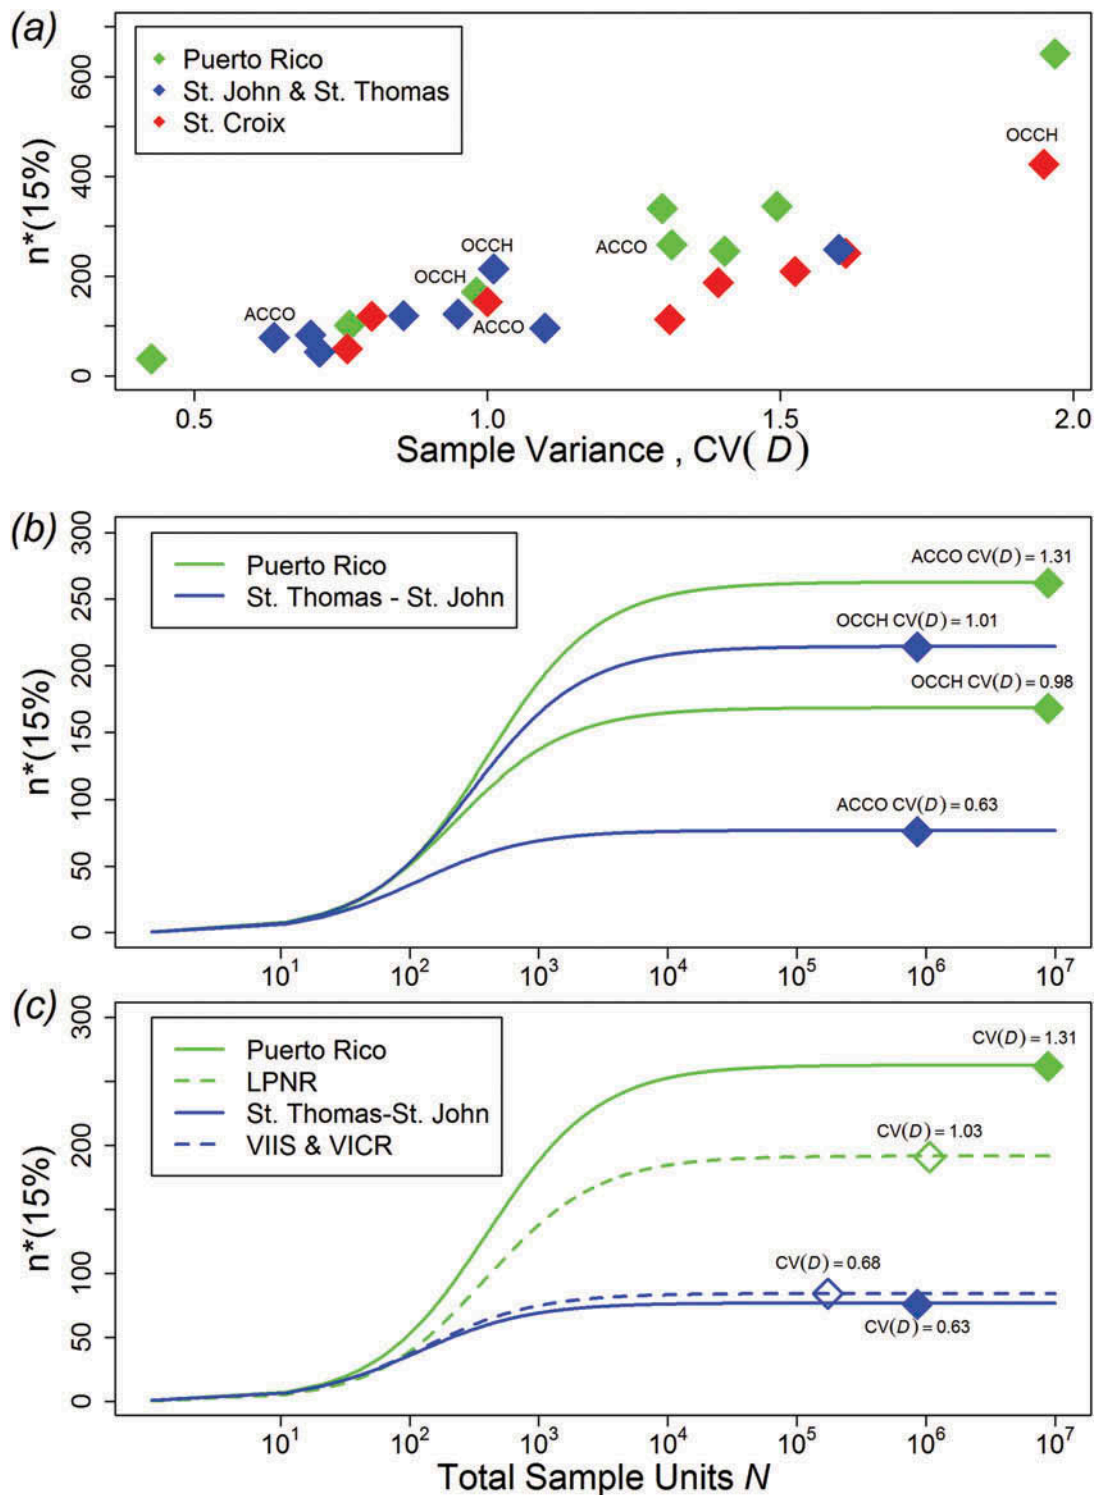 (a)
Puerto Rico
St. John & St. Thomas
St. Croix
n*(15%)
0
200
400
600
OCCH
ACCO
OCCH
OCCH
ACCO
ACCO
0.5
1.0
1.5
2.0
Sample Variance , CV( D)
(b)
Puerto Rico
St. Thomas - St. John
n*(15%)
0
50
100
150
200
250
300
ACCO CV(D) = 1.31
OCCH CV(D) = 1.01
OCCH CV(D) = 0.98
ACCO CV(D) = 0.63
10¹
10²
10³
10⁴
10⁵
10⁶
10⁷
(c)
Puerto Rico
LPNR
St. Thomas-St. John
VIIS & VICR
n*(15%)
0
50
100
200
300
CV(D) = 1.31
CV(D) = 1.03
CV(D) = 0.68
CV(D) = 0.63
10¹
10²
10³
10⁴
10⁵
10⁶
10⁷
Total Sample Units N